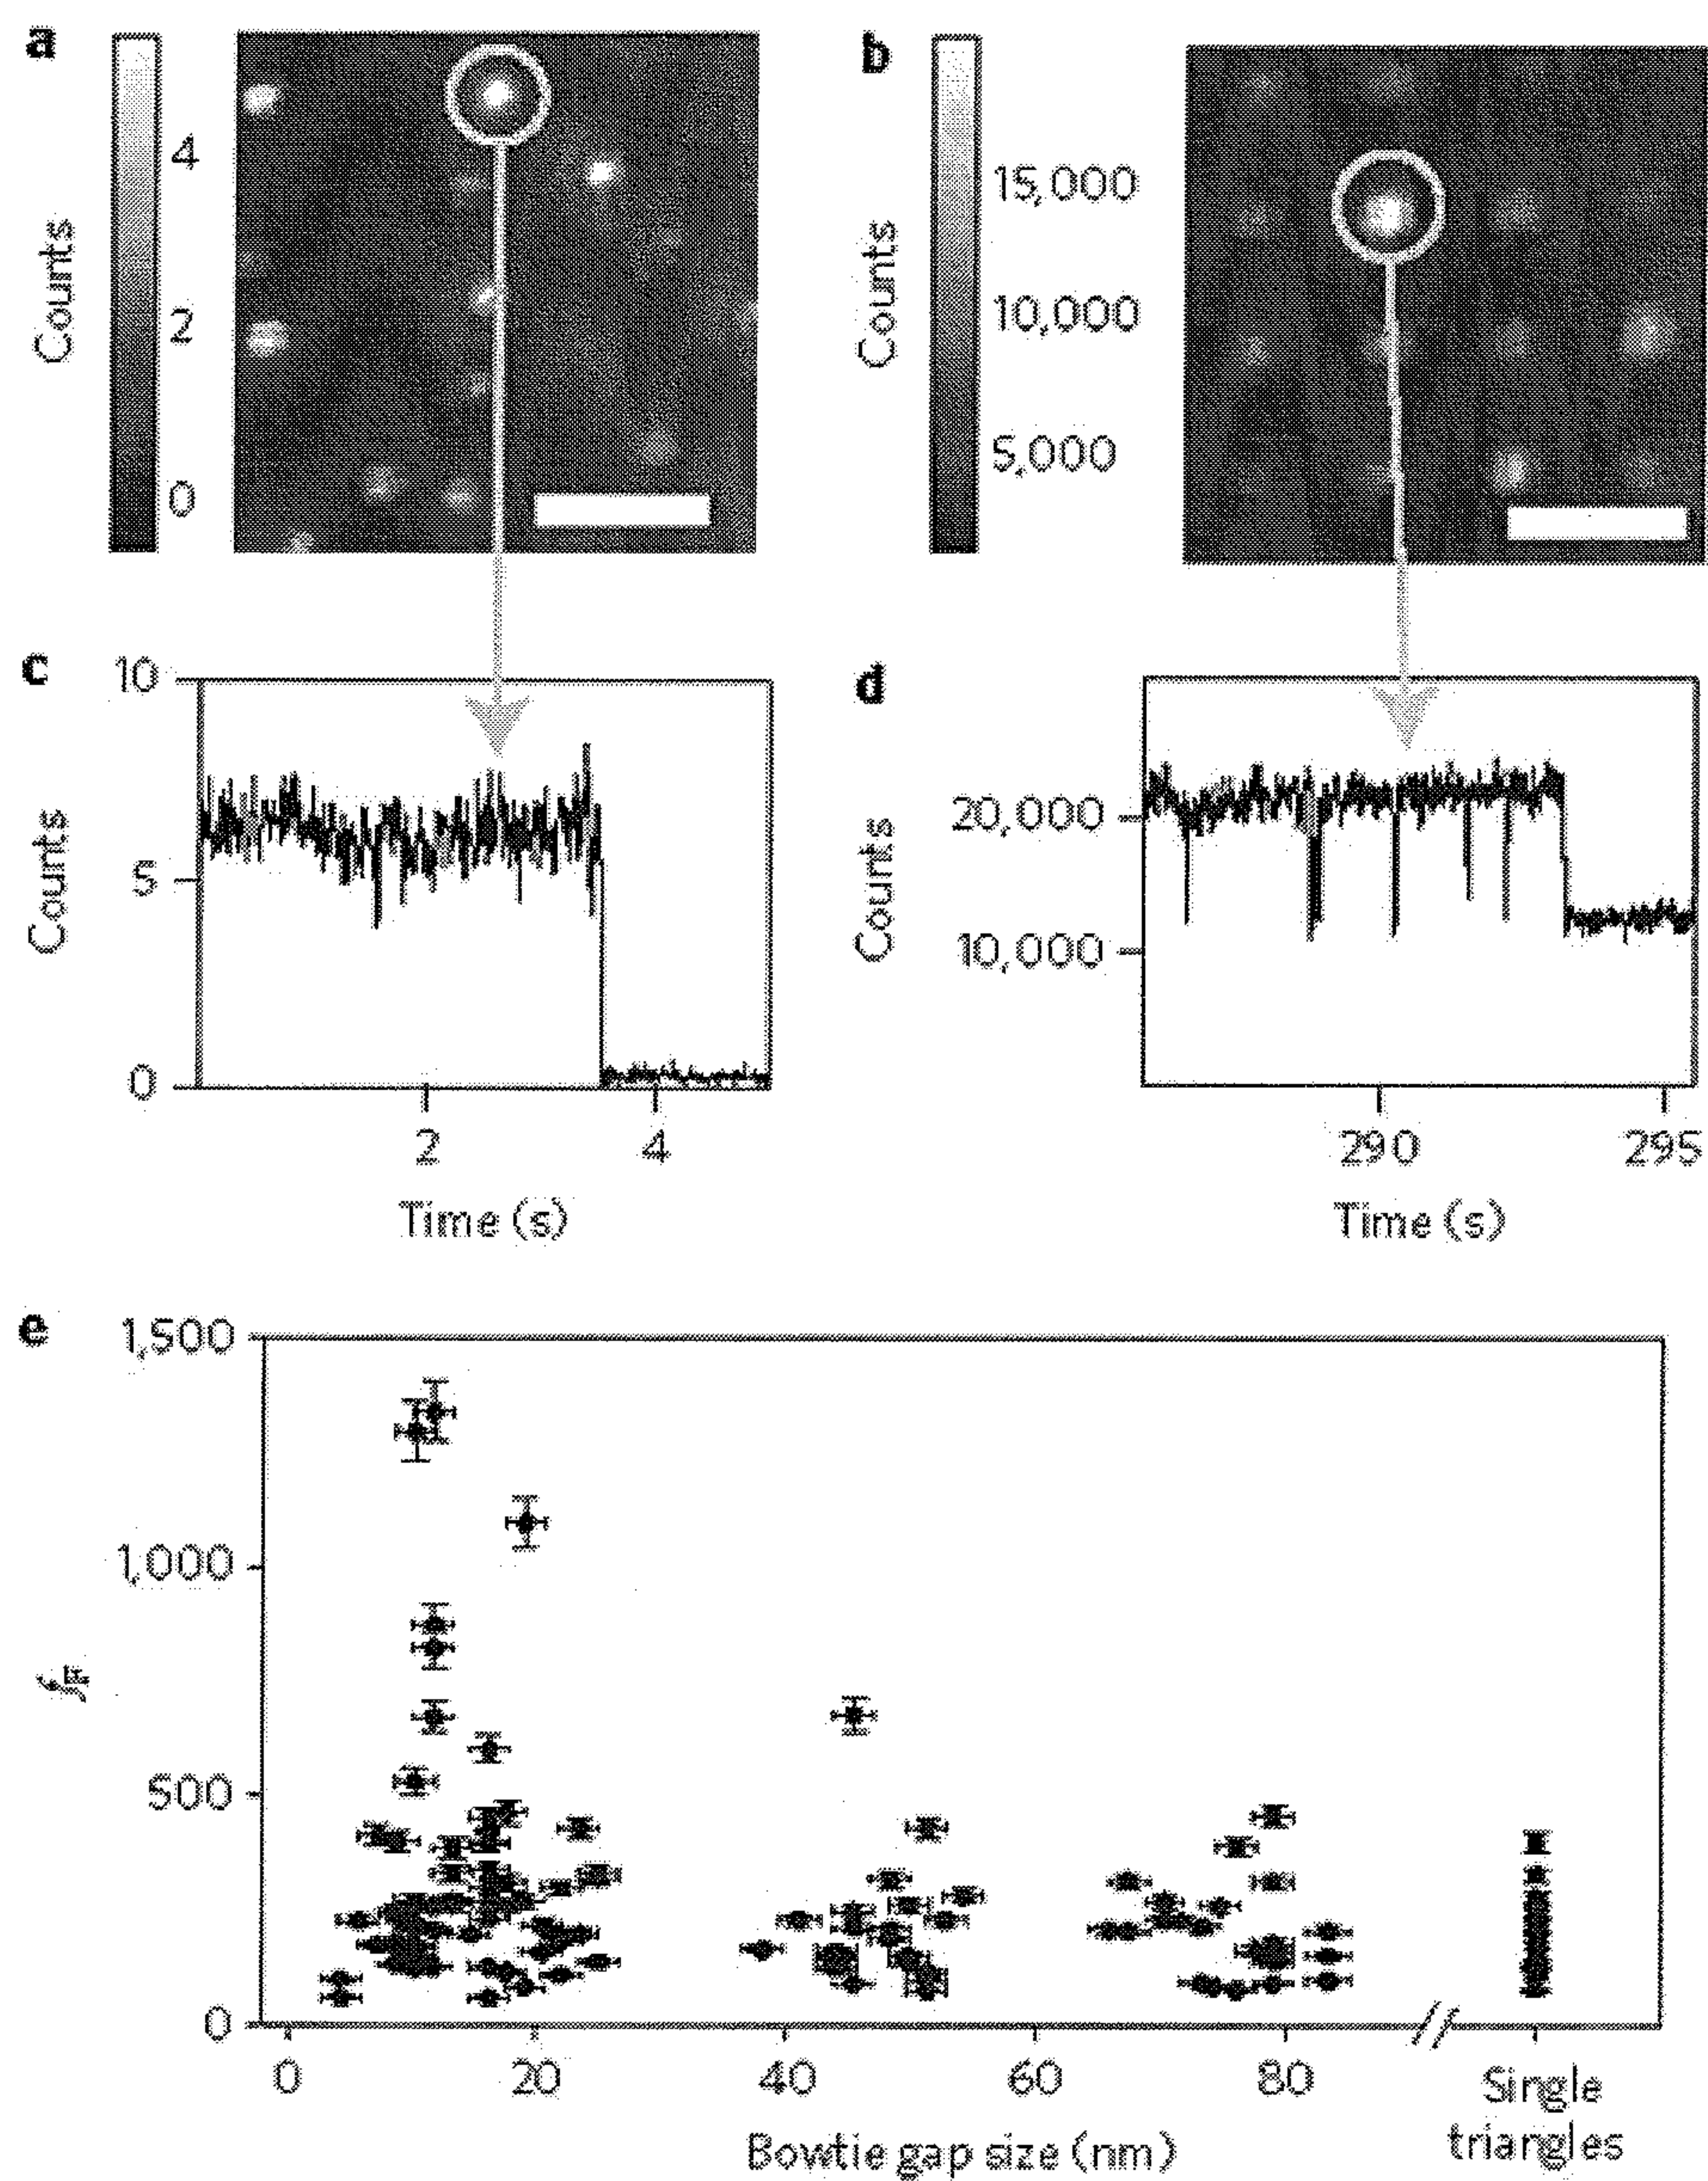 a
b
4
2
0
Counts
15,000
10,000
5,000
Counts
c
10
5
0
Counts
2
4
Time (s)
d
20,000
10,000
Counts
290
295
Time (s)
e
1,500
1,000
500
0
fF
0
20
40
60
80
Single
triangles
Bowtie gap size (nm)